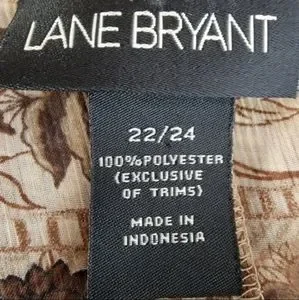 LANE BRYANT
22/24
100%POLYESTER
(EXCLUSIVE
OF TRIMS)
MADE IN
INDONESIA